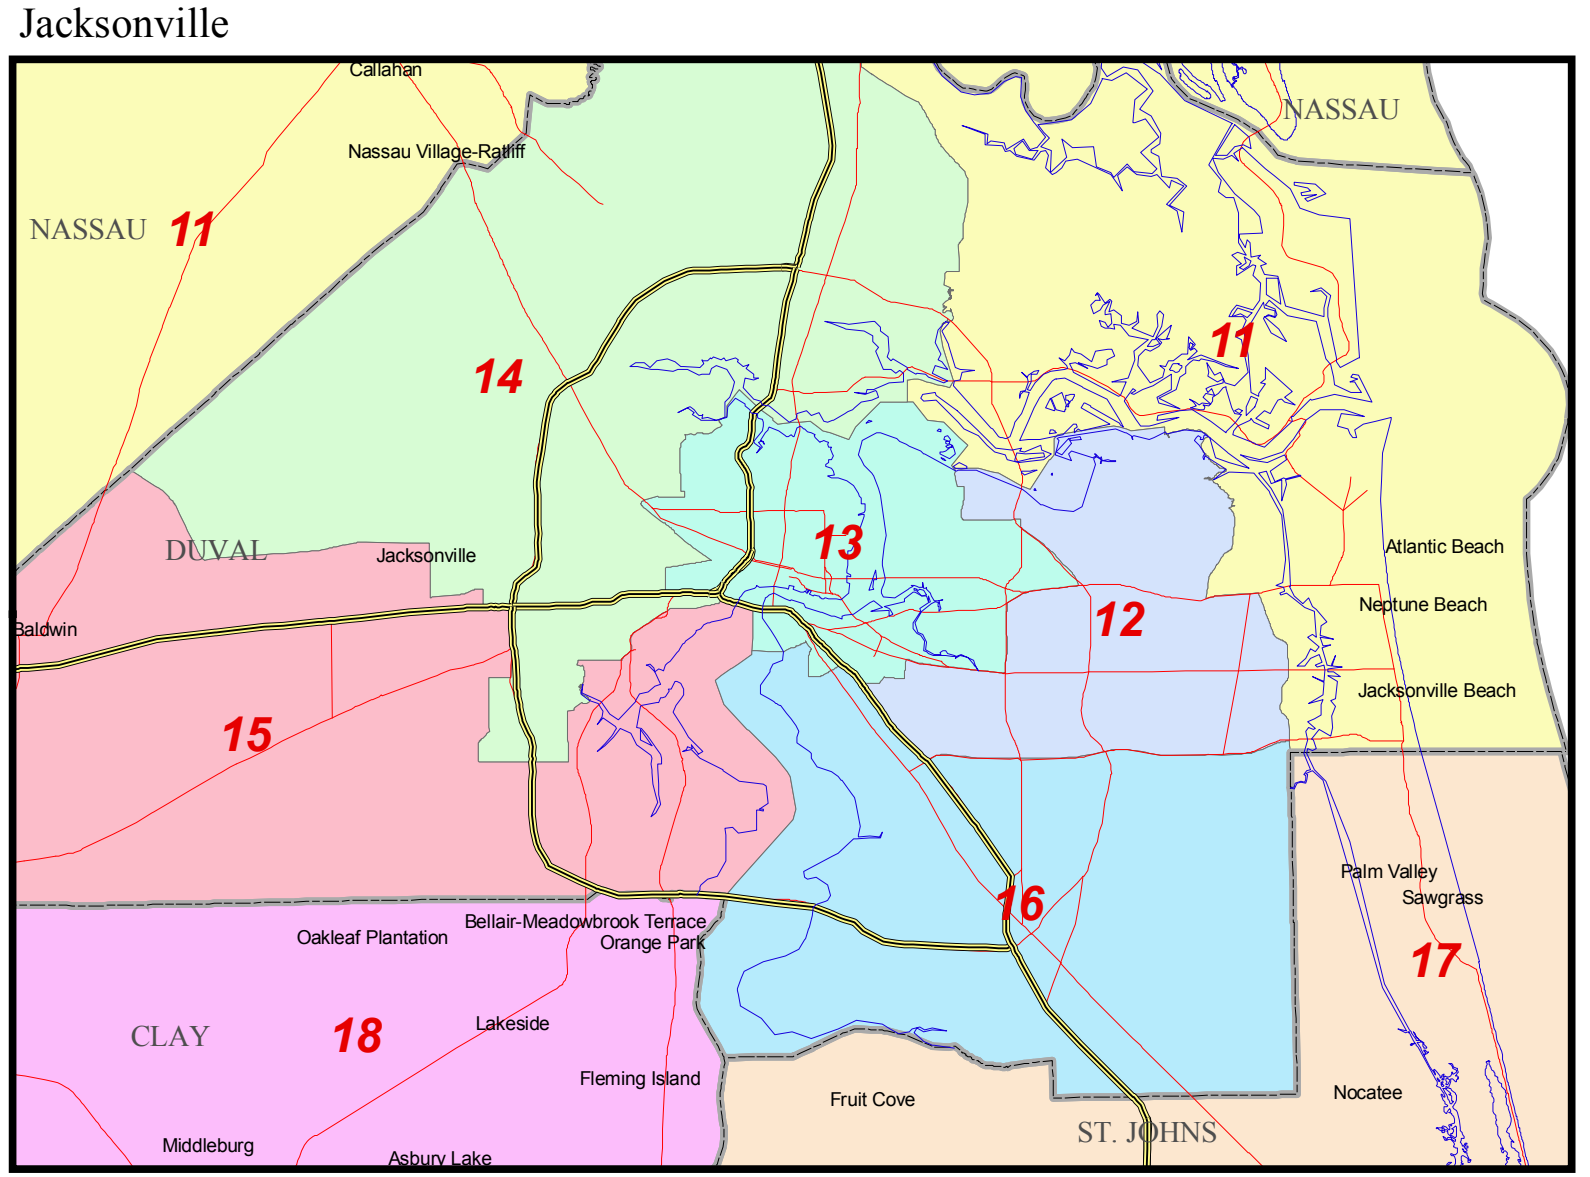 Jacksonville
Callahan
NASSAU
Nassau Village-Ratliff
NASSAU
11
11
14
13
DUVAL
Jacksonville
Atlantic Beach
Neptune Beach
12
Baldwin
Jacksonville Beach
15
Palm Valley
Sawgrass
16
Bellair-Meadowbrook Terrace
Oakleaf Plantation
Orange Park
17
Lakeside
CLAY
18
Fleming Island
Nocatee
Fruit Cove
ST. JOHNS
Middleburg
Asbury Lake